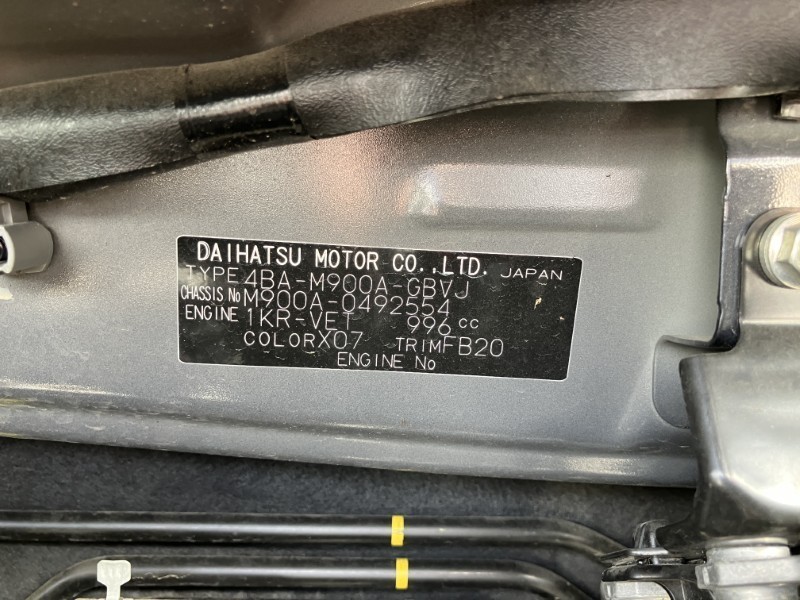 DAIHATSU MOTOR CO.,LTD. JAPAN
TYPE 4BA-M900A-GBVJ
CHASSIS No M900A-0492554
ENGINE 1KR-VET 996 cc
COLOR X07 TRIM FB20
ENGINE No